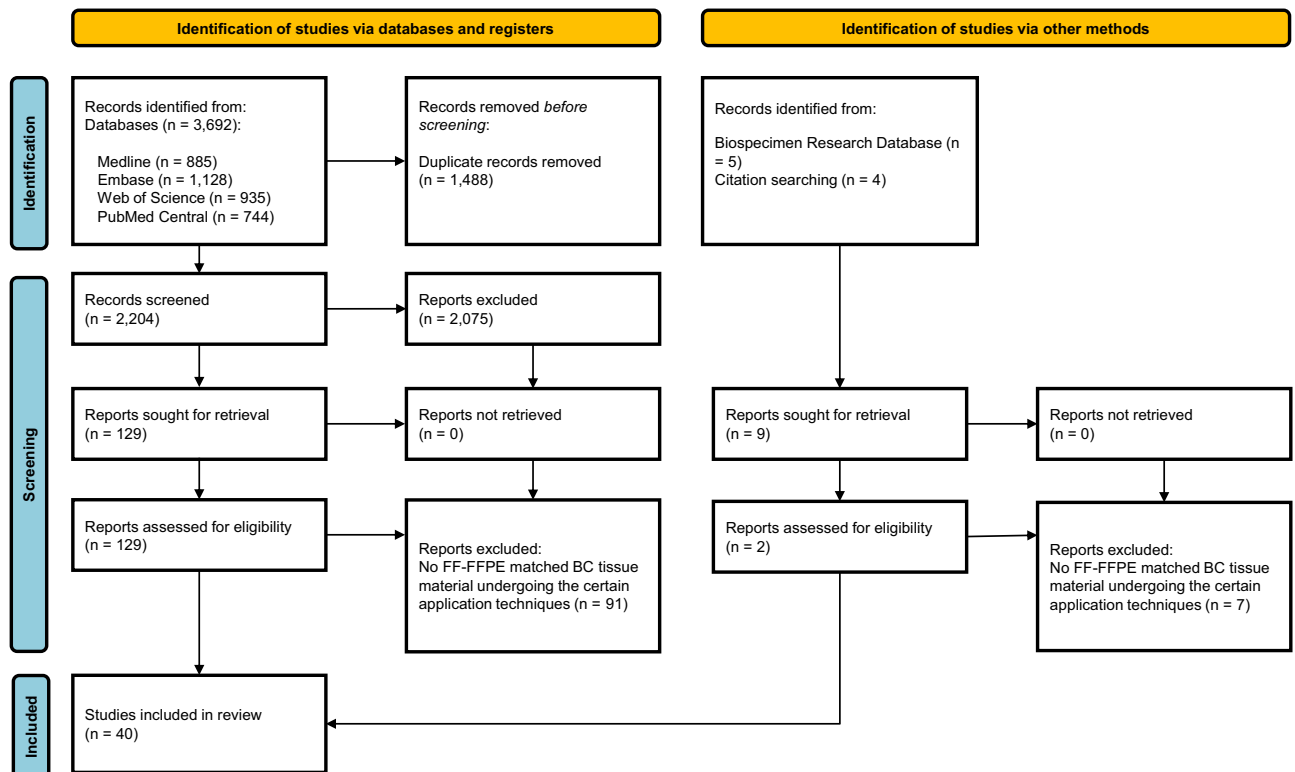 Identification of studies via databases and registers
Identification of studies via other methods
Identification
Records identified from:
Databases (n = 3,692):
Medline (n = 885)
Embase (n = 1,128)
Web of Science (n = 935)
PubMed Central (n = 744)
Records removed before
screening:
Duplicate records removed
(n = 1,488)
Records identified from:
Biospecimen Research Database (n
= 5)
Citation searching (n = 4)
Screening
Records screened
(n = 2,204)
Reports excluded
(n = 2,075)
Reports sought for retrieval
(n = 129)
Reports not retrieved
(n = 0)
Reports sought for retrieval
(n = 9)
Reports not retrieved
(n = 0)
Reports assessed for eligibility
(n = 129)
Reports excluded:
No FF-FFPE matched BC tissue
material undergoing the certain
application techniques (n = 91)
Reports assessed for eligibility
(n = 2)
Reports excluded:
No FF-FFPE matched BC tissue
material undergoing the certain
application techniques (n = 7)
Included
Studies included in review
(n = 40)